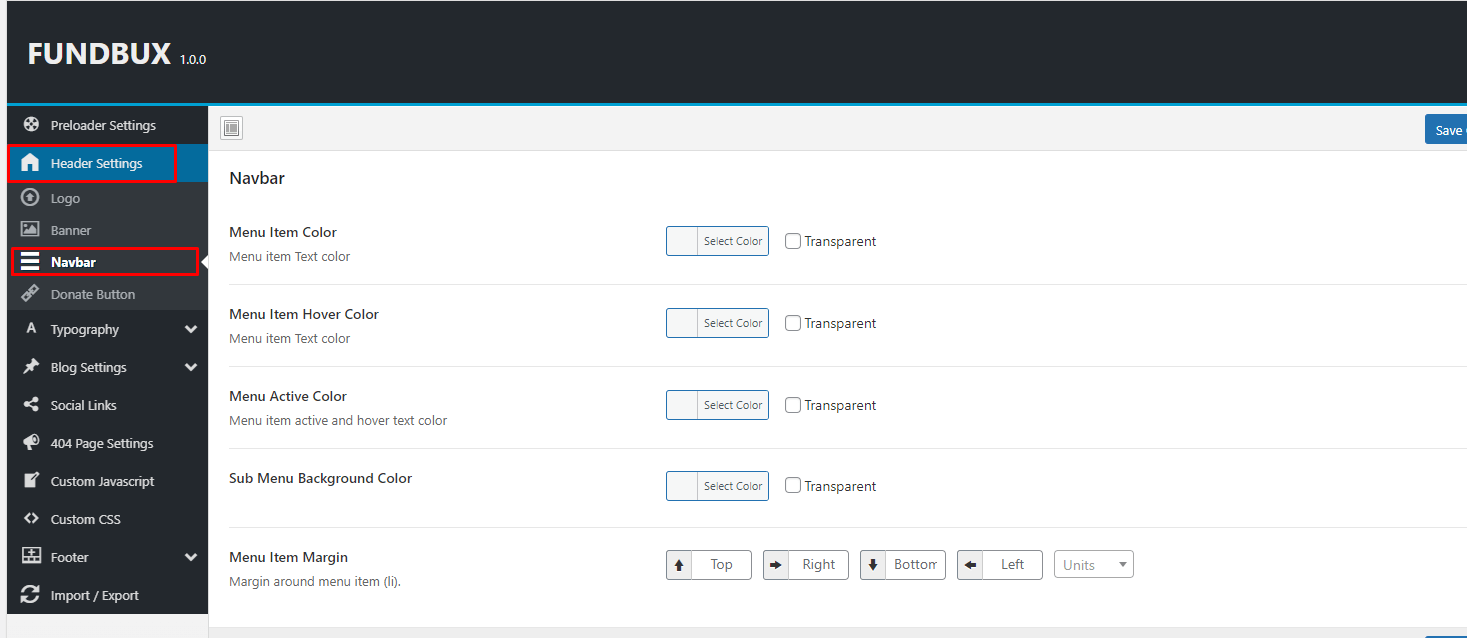 FUNDBUX 1.0.0
Preloader Settings
Header Settings
Logo
Banner
Navbar
Donate Button
A Typography
Blog Settings
Social Links
404 Page Settings
Custom Javascript
Custom CSS
Footer
Import / Export
Save
Navbar
Menu Item Color
Menu item Text color
Select Color Transparent
Menu Item Hover Color
Menu item Text color
Select Color Transparent
Menu Active Color
Menu item active and hover text color
Select Color Transparent
Sub Menu Background Color
Select Color Transparent
Menu Item Margin
Margin around menu item (li).
Top Right Bottom Left Units